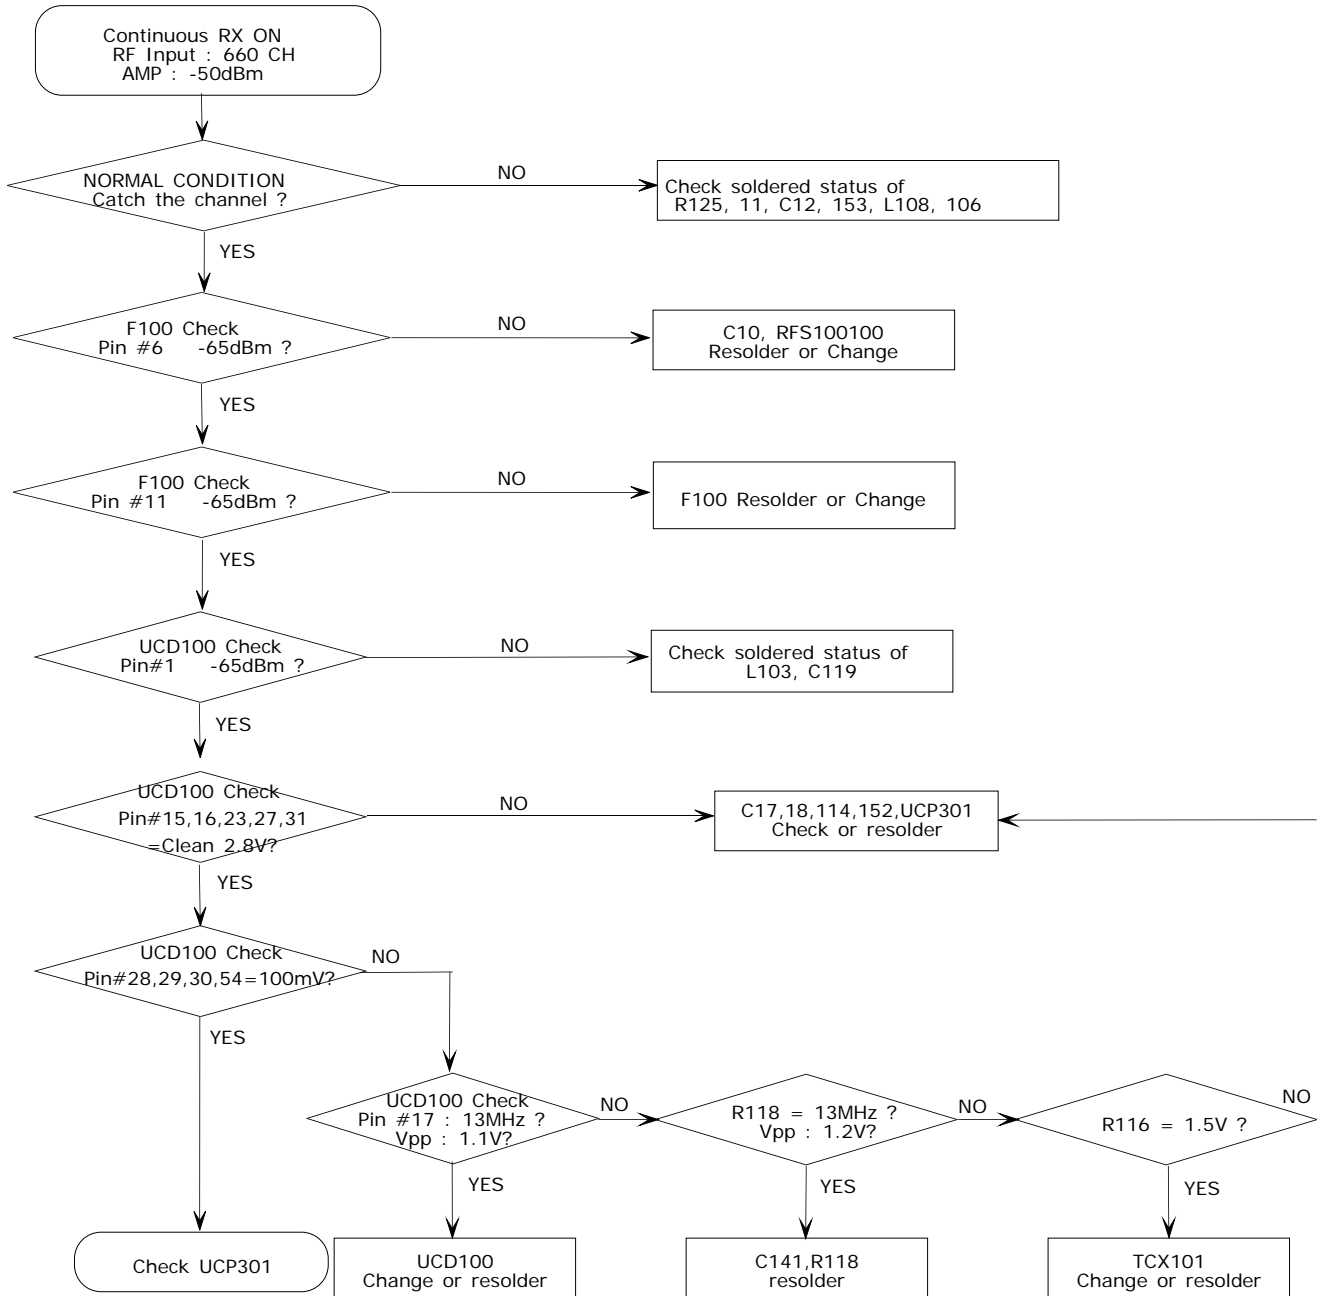 Continuous RX ON
RF Input : 660 CH
AMP : -50dBm
NORMAL CONDITION
Catch the channel ?
NO
Check soldered status of
R125, 11, C12, 153, L108, 106
YES
F100 Check
Pin #6 -65dBm ?
NO
C10, RFS100100
Resolder or Change
YES
F100 Check
Pin #11 -65dBm ?
NO
F100 Resolder or Change
YES
UCD100 Check
Pin#1 -65dBm ?
NO
Check soldered status of
L103, C119
YES
UCD100 Check
Pin#15,16,23,27,31
=Clean 2.8V?
NO
C17,18,114,152,UCP301
Check or resolder
YES
UCD100 Check
Pin#28,29,30,54=100mV?
NO
YES
UCD100 Check
Pin #17 : 13MHz ?
Vpp : 1.1V?
NO
R118 = 13MHz ?
Vpp : 1.2V?
NO
R116 = 1.5V ?
NO
YES
YES
YES
Check UCP301
UCD100
Change or resolder
C141,R118
resolder
TCX101
Change or resolder